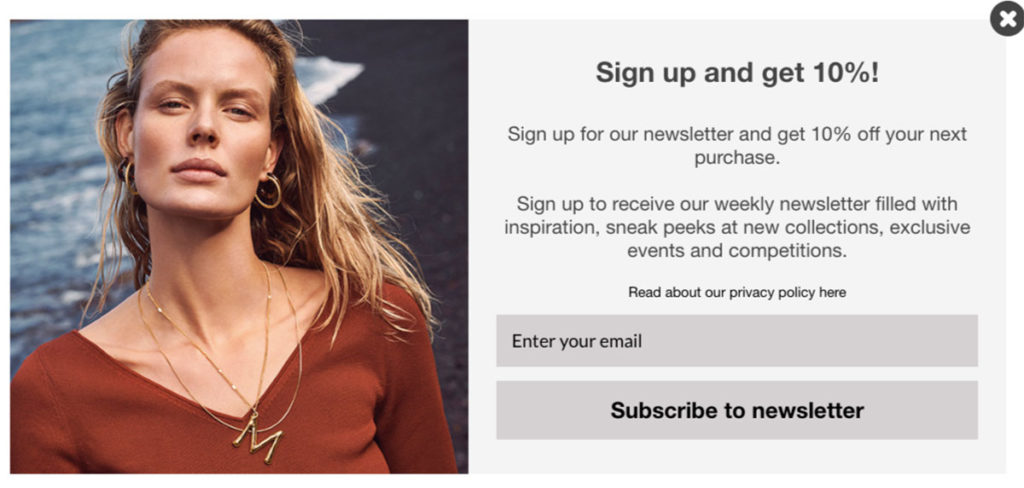 Sign up and get 10%!
Sign up for our newsletter and get 10% off your next
purchase.
Sign up to receive our weekly newsletter filled with
inspiration, sneak peeks at new collections, exclusive
events and competitions.
Read about our privacy policy here
Enter your email
Subscribe to newsletter
M